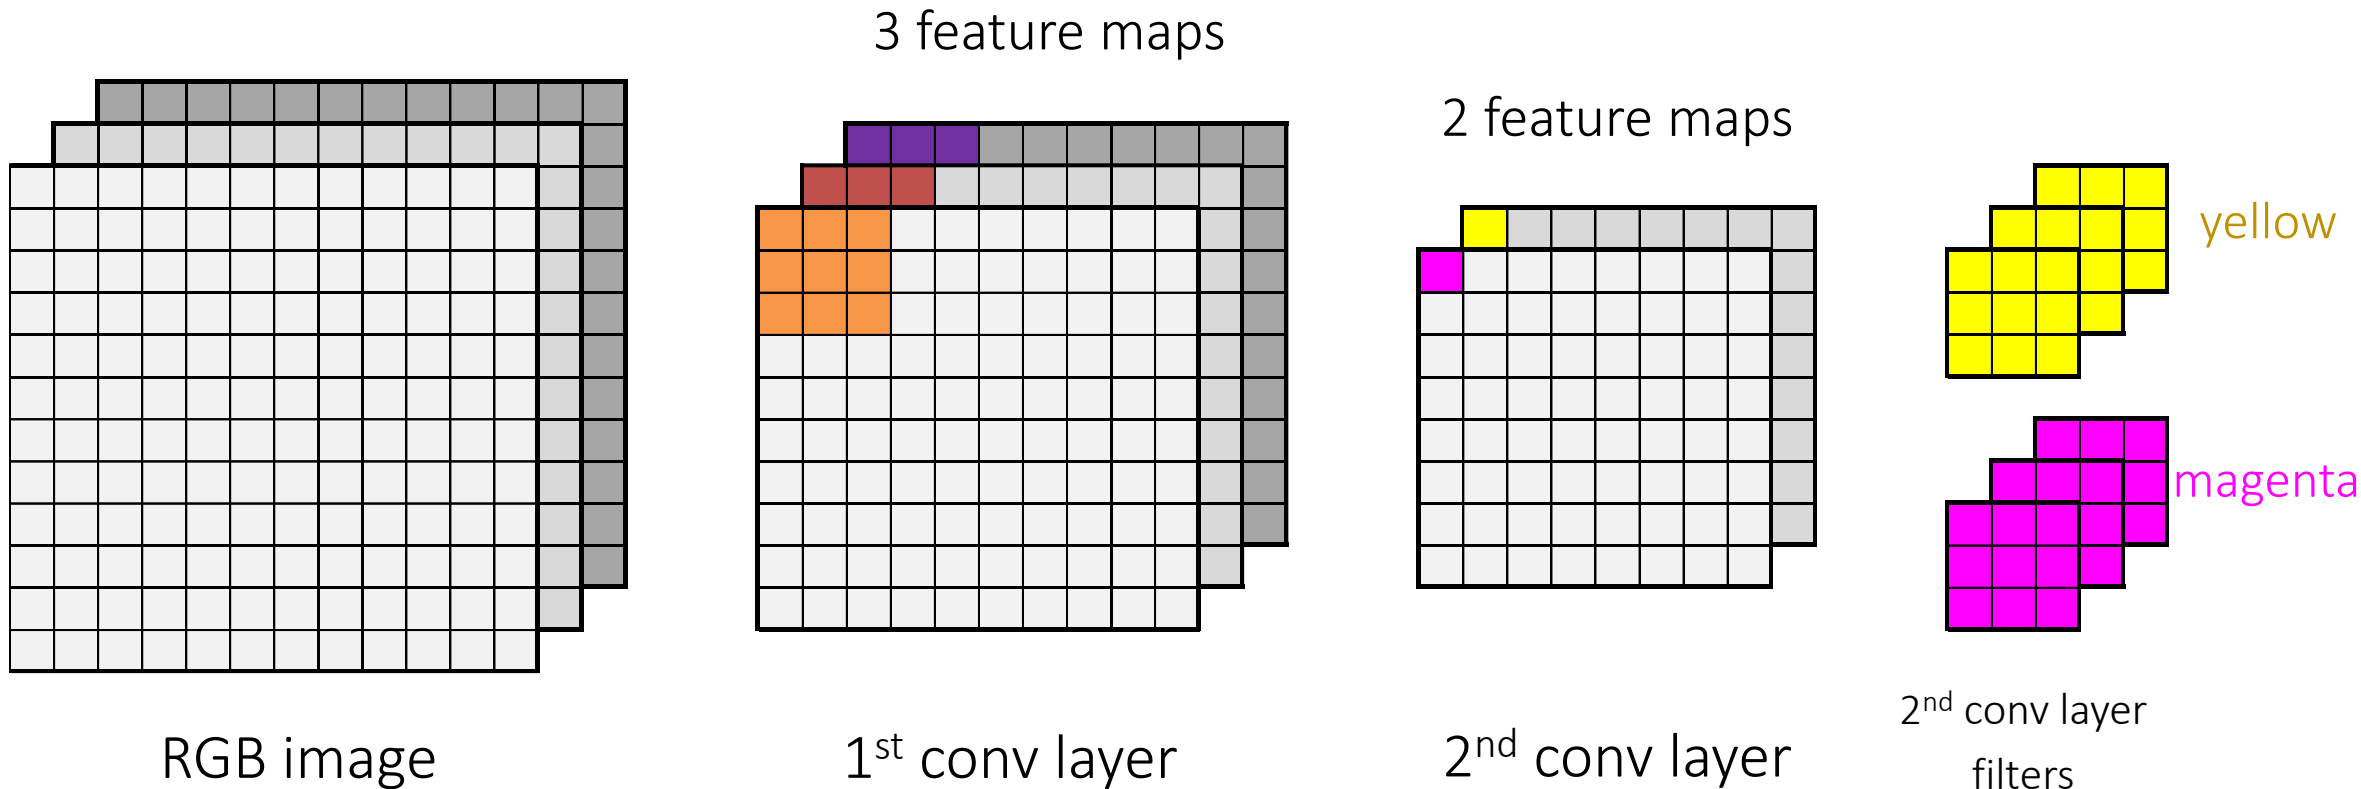 3 feature maps
2 feature maps
yellow
magenta
RGB image
1st conv layer
2nd conv layer
2nd conv layer
filters